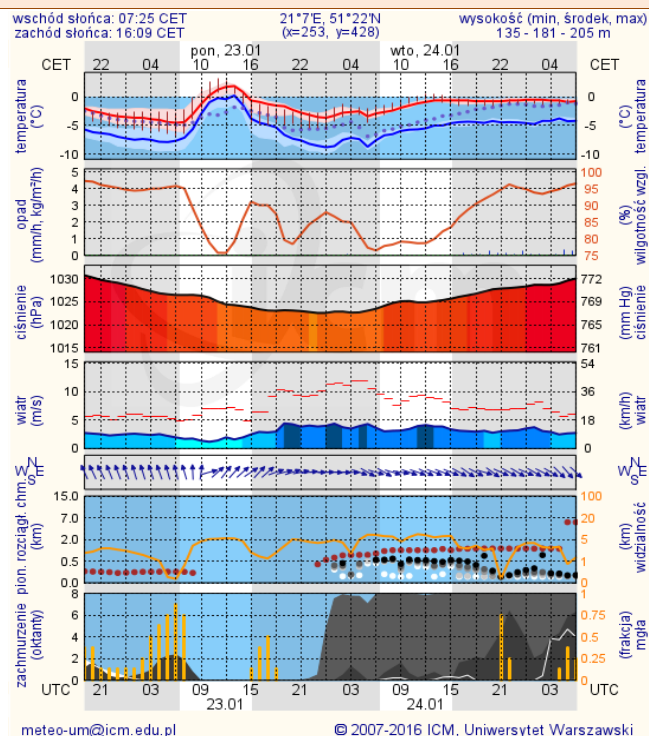 wschód słońca: 07:25 CET 21°7'E, 51°22'N wysokość (min, środek, max)
zachód słońca: 16:09 CET (x=253, y=428) 135 - 181 - 205 m
pon, 23.01 wto, 24.01
CET 22 04 10 16 22 04 10 16 22 04 CET
temperatura (°C) 0 -5 -10 0 -5 -10 (°C) temperatura
opad (mm/h, kg/m²/h) 5 4 3 2 1 0 100 95 90 85 80 75 (%) wilgotność wzgl.
ciśnienie (hPa) 1030 1025 1020 1015 772 769 765 761 (mm Hg) ciśnienie
wiatr (m/s) 15 10 5 0 54 36 18 0 (km/h) wiatr
N W E S N W E S
pion. rozciągł. chm. (km) 15.0 7.0 2.0 0.5 0.0 100 20 5 1 0 (km) widzialność
zachmurzenie (oktanty) 8 6 4 2 0 1 0.75 0.5 0.25 0 (frakcja) mgła
UTC 21 03 09 15 21 03 09 15 21 03 UTC
23.01 24.01
meteo-um@icm.edu.pl © 2007-2016 ICM, Uniwersytet Warszawski